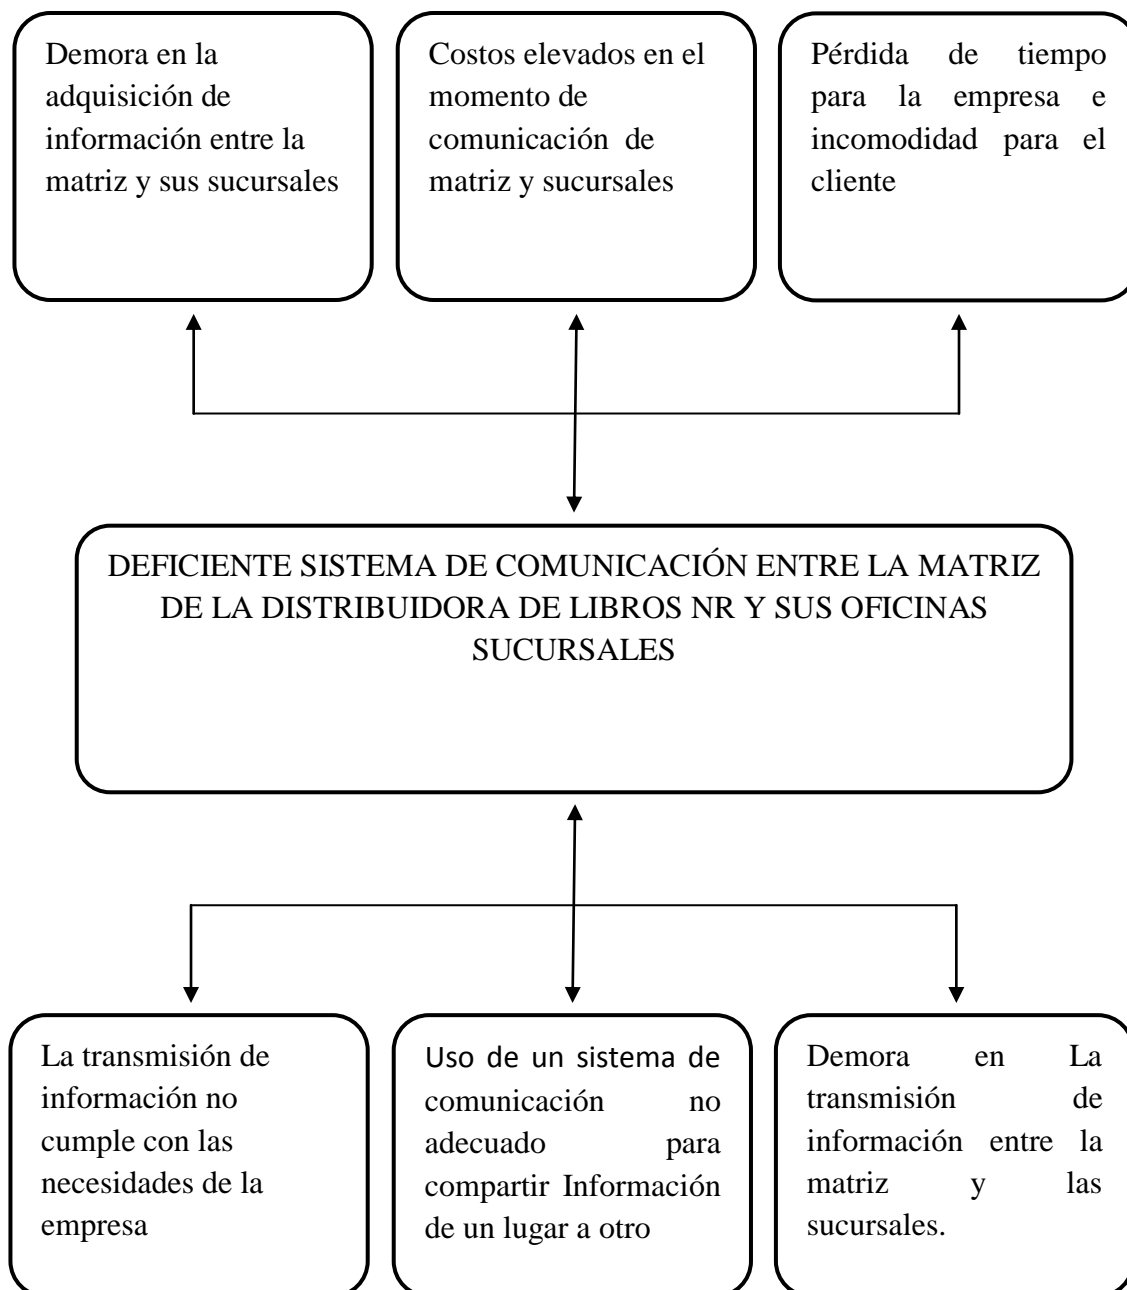 Demora en la
adquisición de
información entre la
matriz y sus sucursales
Costos elevados en el
momento de
comunicación de
matriz y sucursales
Pérdida de tiempo
para la empresa e
incomodidad para el
cliente
DEFICIENTE SISTEMA DE COMUNICACIÓN ENTRE LA MATRIZ
DE LA DISTRIBUIDORA DE LIBROS NR Y SUS OFICINAS
SUCURSALES
La transmisión de
información no
cumple con las
necesidades de la
empresa
Uso de un sistema de
comunicación no
adecuado para
compartir Información
de un lugar a otro
Demora en La
transmisión de
información entre la
matriz y las
sucursales.